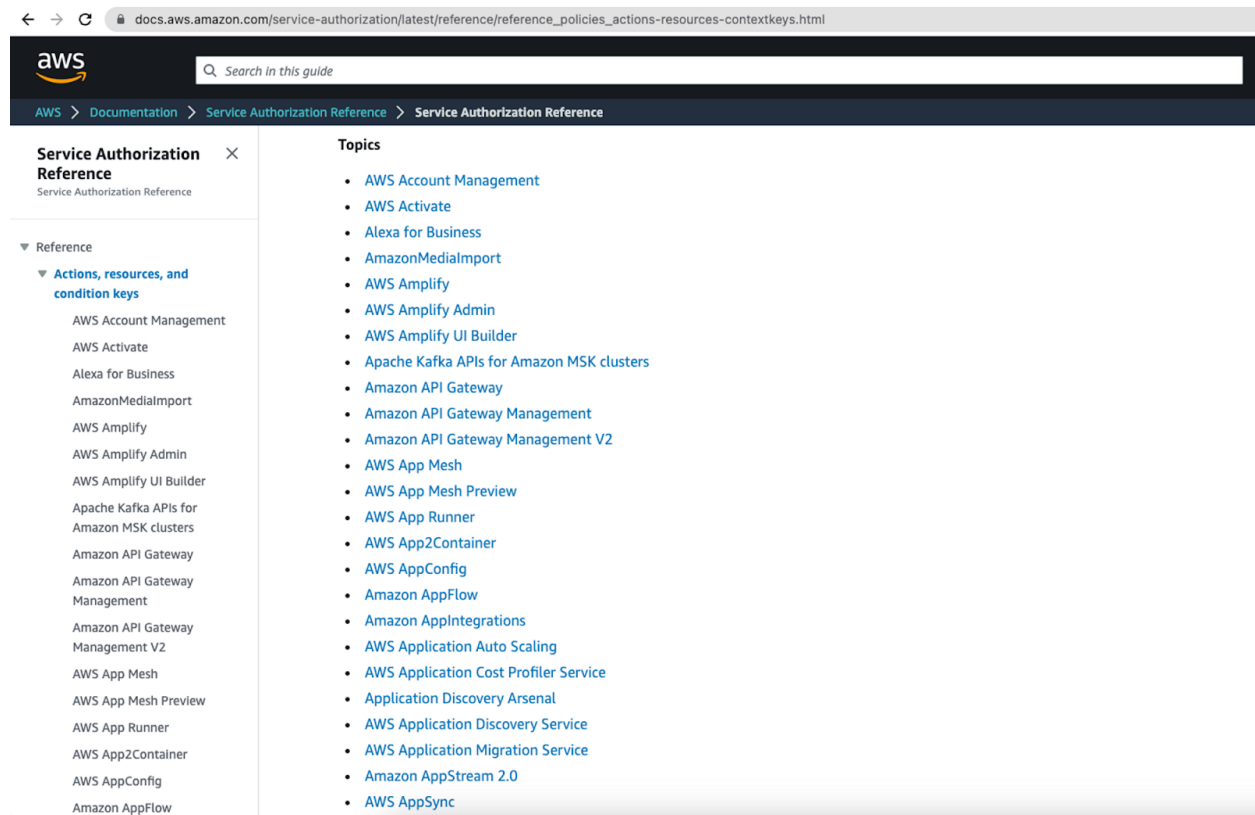 docs.aws.amazon.com/service-authorization/latest/reference/reference_policies_actions-resources-contextkeys.html
aws
Search in this guide
AWS > Documentation > Service Authorization Reference > Service Authorization Reference
Service Authorization
Reference
Service Authorization Reference
Reference
Actions, resources, and
condition keys
AWS Account Management
AWS Activate
Alexa for Business
AmazonMediaImport
AWS Amplify
AWS Amplify Admin
AWS Amplify UI Builder
Apache Kafka APIs for
Amazon MSK clusters
Amazon API Gateway
Amazon API Gateway
Management
Amazon API Gateway
Management V2
AWS App Mesh
AWS App Mesh Preview
AWS App Runner
AWS App2Container
AWS AppConfig
Amazon AppFlow
Topics
• AWS Account Management
• AWS Activate
• Alexa for Business
• AmazonMediaImport
• AWS Amplify
• AWS Amplify Admin
• AWS Amplify UI Builder
• Apache Kafka APIs for Amazon MSK clusters
• Amazon API Gateway
• Amazon API Gateway Management
• Amazon API Gateway Management V2
• AWS App Mesh
• AWS App Mesh Preview
• AWS App Runner
• AWS App2Container
• AWS AppConfig
• Amazon AppFlow
• Amazon AppIntegrations
• AWS Application Auto Scaling
• AWS Application Cost Profiler Service
• Application Discovery Arsenal
• AWS Application Discovery Service
• AWS Application Migration Service
• Amazon AppStream 2.0
• AWS AppSync